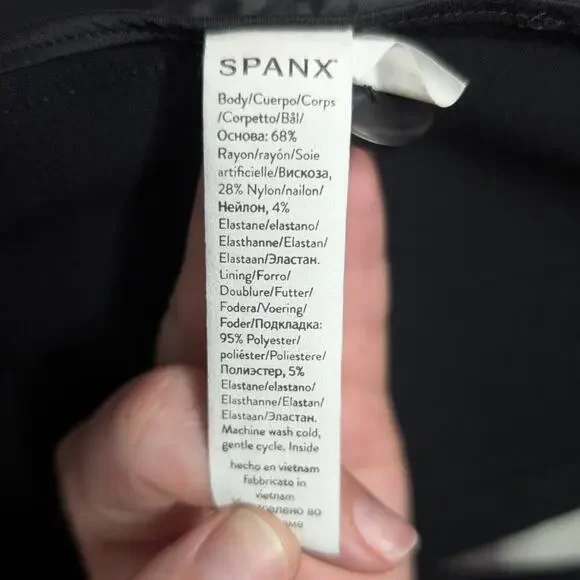 SPANX
Body/Cuerpo/Corps
/Corpetto/Bål/
Основа: 68%
Rayon/rayón/Soie
artificielle/Вискоза,
28% Nylon/nailon/
Нейлон, 4%
Elastane/elastano/
Elasthanne/Elastan/
Elastaan/Эластан.
Lining/Forro/
Doublure/Futter/
Fodera/Voering/
Foder/Подкладка:
95% Polyester/
poliéster/Poliestere/
Полиэстер, 5%
Elastane/elastano/
Elasthanne/Elastan/
Elastaan/Эластан.
Machine wash cold,
gentle cycle. Inside
hecho en vietnam
fabbricato in
vietnam
во